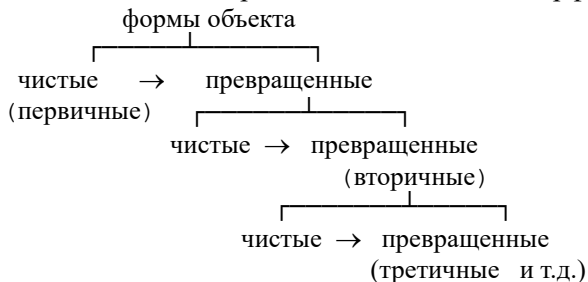 формы объекта
чистые → превращенные
(первичные)
чистые → превращенные
(вторичные)
чистые → превращенные
(третичные и т.д.)